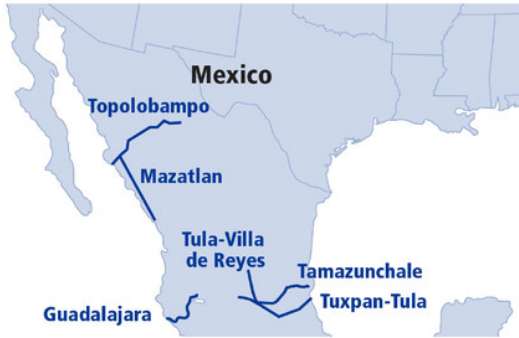 Mexico
Topolobampo
Mazatlan
Tula-Villa
de Reyes
Tamazunchale
Tuxpan-Tula
Guadalajara